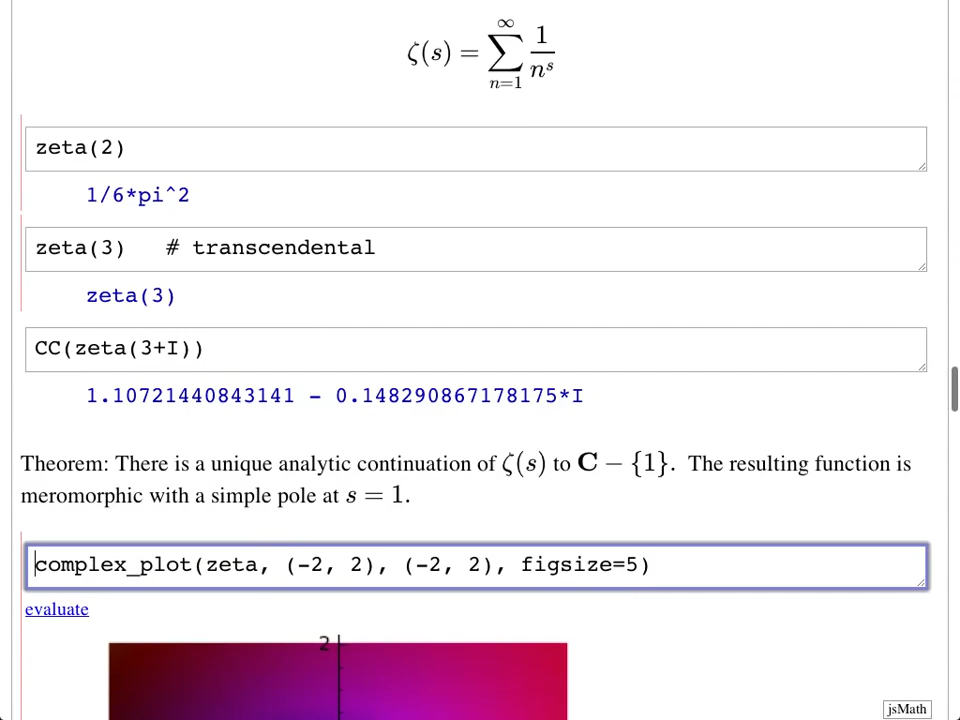 ζ(s) = ∑_{n=1}^{∞} 1/n^s
zeta(2)
1/6*pi^2
zeta(3)   # transcendental
zeta(3)
CC(zeta(3+I))
1.10721440843141 - 0.148290867178175*I
Theorem: There is a unique analytic continuation of ζ(s) to C − {1}.  The resulting function is
meromorphic with a simple pole at s = 1.
complex_plot(zeta, (-2, 2), (-2, 2), figsize=5)
evaluate
2
jsMath